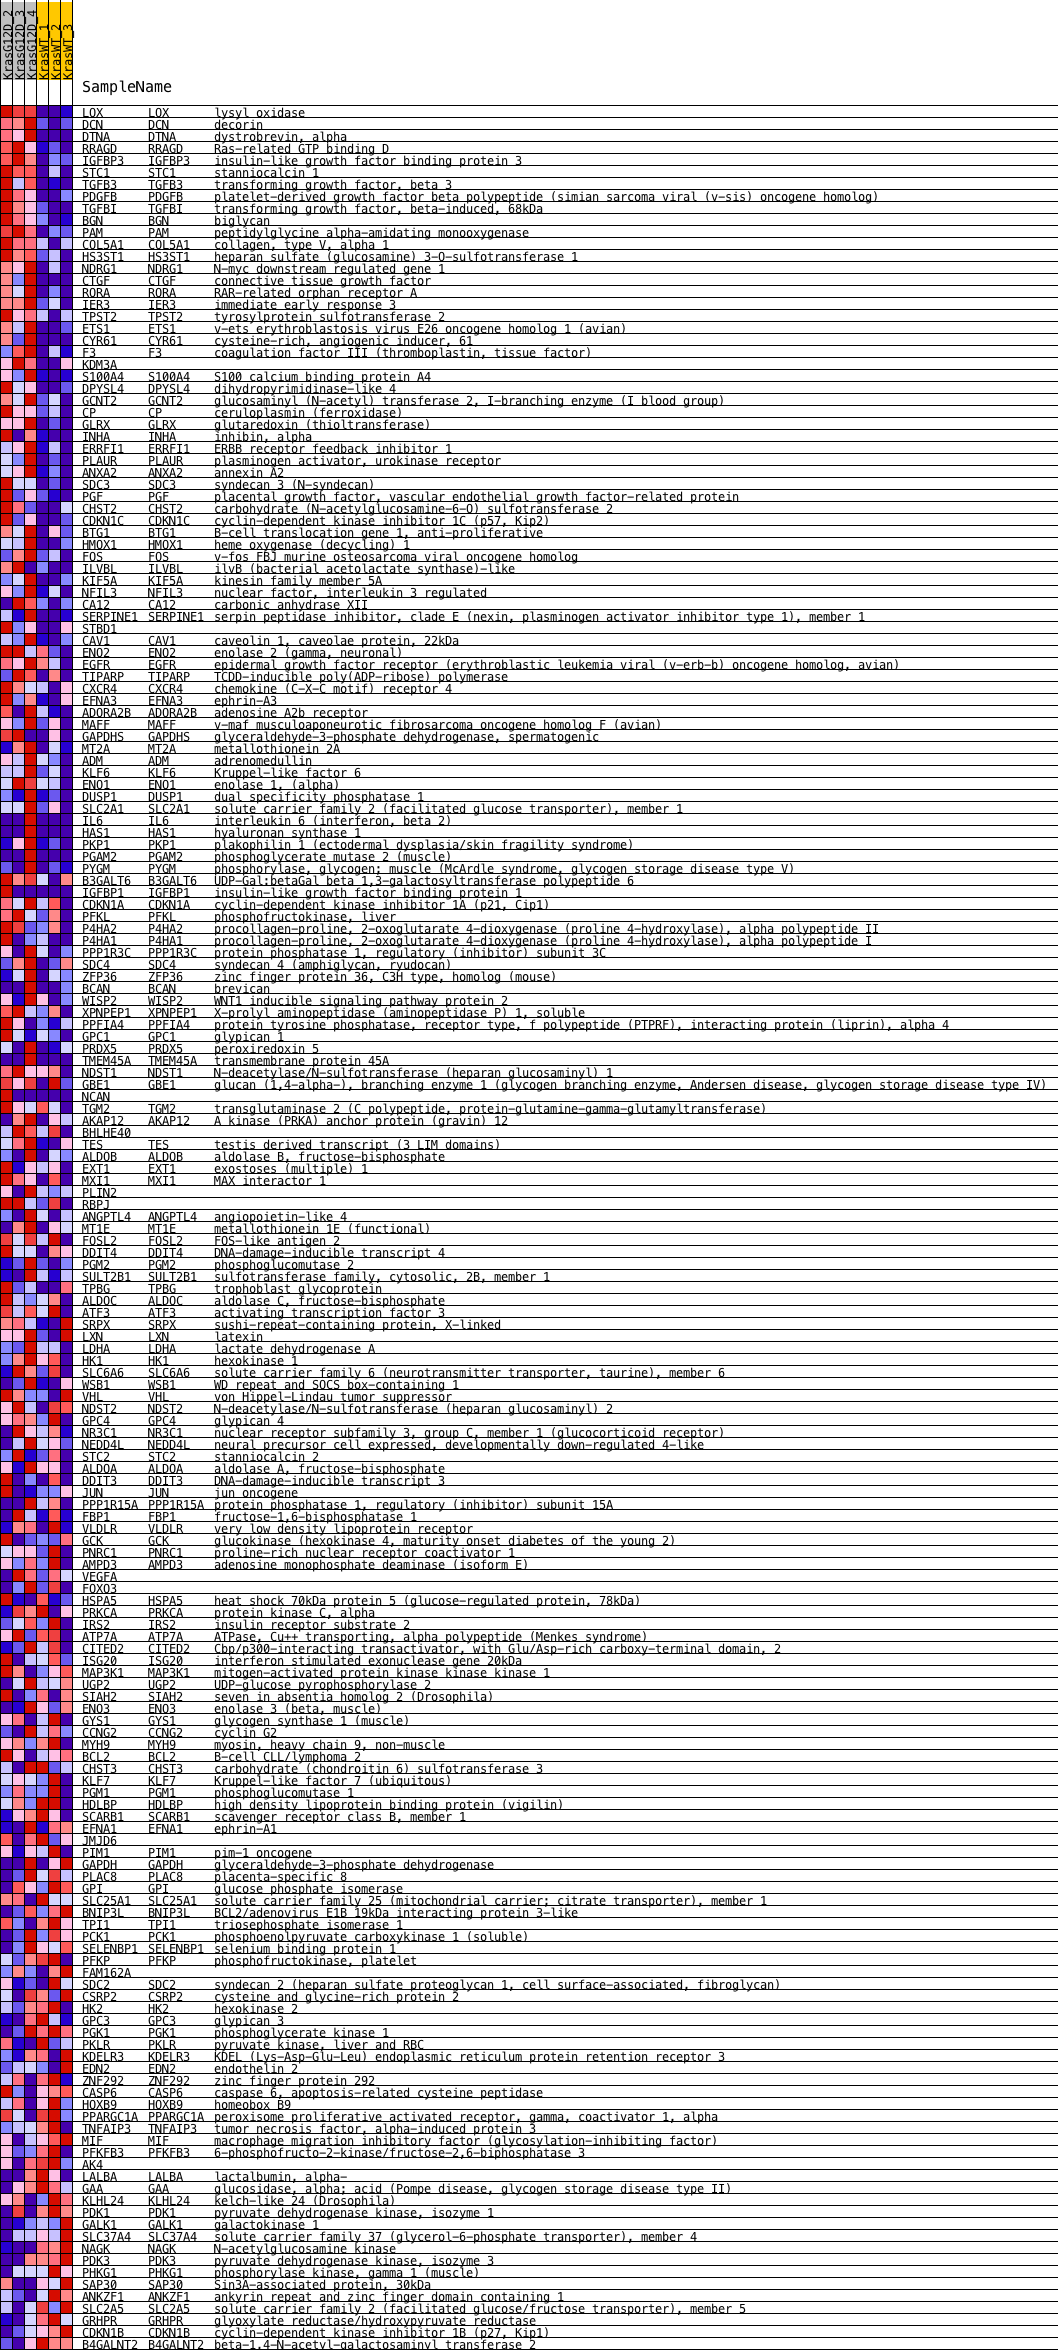 KrasG12D_2
KrasG12D_3
KrasG12D_4
KrasWT_1
KrasWT_2
KrasWT_3
SampleName
LOX LOX lysyl oxidase
DCN DCN decorin
DTNA DTNA dystrobrevin, alpha
RRAGD RRAGD Ras-related GTP binding D
IGFBP3 IGFBP3 insulin-like growth factor binding protein 3
STC1 STC1 stanniocalcin 1
TGFB3 TGFB3 transforming growth factor, beta 3
PDGFB PDGFB platelet-derived growth factor beta polypeptide (simian sarcoma viral (v-sis) oncogene homolog)
TGFBI TGFBI transforming growth factor, beta-induced, 68kDa
BGN BGN biglycan
PAM PAM peptidylglycine alpha-amidating monooxygenase
COL5A1 COL5A1 collagen, type V, alpha 1
HS3ST1 HS3ST1 heparan sulfate (glucosamine) 3-O-sulfotransferase 1
NDRG1 NDRG1 N-myc downstream regulated gene 1
CTGF CTGF connective tissue growth factor
RORA RORA RAR-related orphan receptor A
IER3 IER3 immediate early response 3
TPST2 TPST2 tyrosylprotein sulfotransferase 2
ETS1 ETS1 v-ets erythroblastosis virus E26 oncogene homolog 1 (avian)
CYR61 CYR61 cysteine-rich, angiogenic inducer, 61
F3 F3 coagulation factor III (thromboplastin, tissue factor)
KDM3A
S100A4 S100A4 S100 calcium binding protein A4
DPYSL4 DPYSL4 dihydropyrimidinase-like 4
GCNT2 GCNT2 glucosaminyl (N-acetyl) transferase 2, I-branching enzyme (I blood group)
CP CP ceruloplasmin (ferroxidase)
GLRX GLRX glutaredoxin (thioltransferase)
INHA INHA inhibin, alpha
ERRFI1 ERRFI1 ERBB receptor feedback inhibitor 1
PLAUR PLAUR plasminogen activator, urokinase receptor
ANXA2 ANXA2 annexin A2
SDC3 SDC3 syndecan 3 (N-syndecan)
PGF PGF placental growth factor, vascular endothelial growth factor-related protein
CHST2 CHST2 carbohydrate (N-acetylglucosamine-6-O) sulfotransferase 2
CDKN1C CDKN1C cyclin-dependent kinase inhibitor 1C (p57, Kip2)
BTG1 BTG1 B-cell translocation gene 1, anti-proliferative
HMOX1 HMOX1 heme oxygenase (decycling) 1
FOS FOS v-fos FBJ murine osteosarcoma viral oncogene homolog
ILVBL ILVBL ilvB (bacterial acetolactate synthase)-like
KIF5A KIF5A kinesin family member 5A
NFIL3 NFIL3 nuclear factor, interleukin 3 regulated
CA12 CA12 carbonic anhydrase XII
SERPINE1 SERPINE1 serpin peptidase inhibitor, clade E (nexin, plasminogen activator inhibitor type 1), member 1
STBD1
CAV1 CAV1 caveolin 1, caveolae protein, 22kDa
ENO2 ENO2 enolase 2 (gamma, neuronal)
EGFR EGFR epidermal growth factor receptor (erythroblastic leukemia viral (v-erb-b) oncogene homolog, avian)
TIPARP TIPARP TCDD-inducible poly(ADP-ribose) polymerase
CXCR4 CXCR4 chemokine (C-X-C motif) receptor 4
EFNA3 EFNA3 ephrin-A3
ADORA2B ADORA2B adenosine A2b receptor
MAFF MAFF v-maf musculoaponeurotic fibrosarcoma oncogene homolog F (avian)
GAPDHS GAPDHS glyceraldehyde-3-phosphate dehydrogenase, spermatogenic
MT2A MT2A metallothionein 2A
ADM ADM adrenomedullin
KLF6 KLF6 Kruppel-like factor 6
ENO1 ENO1 enolase 1, (alpha)
DUSP1 DUSP1 dual specificity phosphatase 1
SLC2A1 SLC2A1 solute carrier family 2 (facilitated glucose transporter), member 1
IL6 IL6 interleukin 6 (interferon, beta 2)
HAS1 HAS1 hyaluronan synthase 1
PKP1 PKP1 plakophilin 1 (ectodermal dysplasia/skin fragility syndrome)
PGAM2 PGAM2 phosphoglycerate mutase 2 (muscle)
PYGM PYGM phosphorylase, glycogen; muscle (McArdle syndrome, glycogen storage disease type V)
B3GALT6 B3GALT6 UDP-Gal:betaGal beta 1,3-galactosyltransferase polypeptide 6
IGFBP1 IGFBP1 insulin-like growth factor binding protein 1
CDKN1A CDKN1A cyclin-dependent kinase inhibitor 1A (p21, Cip1)
PFKL PFKL phosphofructokinase, liver
P4HA2 P4HA2 procollagen-proline, 2-oxoglutarate 4-dioxygenase (proline 4-hydroxylase), alpha polypeptide II
P4HA1 P4HA1 procollagen-proline, 2-oxoglutarate 4-dioxygenase (proline 4-hydroxylase), alpha polypeptide I
PPP1R3C PPP1R3C protein phosphatase 1, regulatory (inhibitor) subunit 3C
SDC4 SDC4 syndecan 4 (amphiglycan, ryudocan)
ZFP36 ZFP36 zinc finger protein 36, C3H type, homolog (mouse)
BCAN BCAN brevican
WISP2 WISP2 WNT1 inducible signaling pathway protein 2
XPNPEP1 XPNPEP1 X-prolyl aminopeptidase (aminopeptidase P) 1, soluble
PPFIA4 PPFIA4 protein tyrosine phosphatase, receptor type, f polypeptide (PTPRF), interacting protein (liprin), alpha 4
GPC1 GPC1 glypican 1
PRDX5 PRDX5 peroxiredoxin 5
TMEM45A TMEM45A transmembrane protein 45A
NDST1 NDST1 N-deacetylase/N-sulfotransferase (heparan glucosaminyl) 1
GBE1 GBE1 glucan (1,4-alpha-), branching enzyme 1 (glycogen branching enzyme, Andersen disease, glycogen storage disease type IV)
NCAN
TGM2 TGM2 transglutaminase 2 (C polypeptide, protein-glutamine-gamma-glutamyltransferase)
AKAP12 AKAP12 A kinase (PRKA) anchor protein (gravin) 12
BHLHE40
TES TES testis derived transcript (3 LIM domains)
ALDOB ALDOB aldolase B, fructose-bisphosphate
EXT1 EXT1 exostoses (multiple) 1
MXI1 MXI1 MAX interactor 1
PLIN2
RBPJ
ANGPTL4 ANGPTL4 angiopoietin-like 4
MT1E MT1E metallothionein 1E (functional)
FOSL2 FOSL2 FOS-like antigen 2
DDIT4 DDIT4 DNA-damage-inducible transcript 4
PGM2 PGM2 phosphoglucomutase 2
SULT2B1 SULT2B1 sulfotransferase family, cytosolic, 2B, member 1
TPBG TPBG trophoblast glycoprotein
ALDOC ALDOC aldolase C, fructose-bisphosphate
ATF3 ATF3 activating transcription factor 3
SRPX SRPX sushi-repeat-containing protein, X-linked
LXN LXN latexin
LDHA LDHA lactate dehydrogenase A
HK1 HK1 hexokinase 1
SLC6A6 SLC6A6 solute carrier family 6 (neurotransmitter transporter, taurine), member 6
WSB1 WSB1 WD repeat and SOCS box-containing 1
VHL VHL von Hippel-Lindau tumor suppressor
NDST2 NDST2 N-deacetylase/N-sulfotransferase (heparan glucosaminyl) 2
GPC4 GPC4 glypican 4
NR3C1 NR3C1 nuclear receptor subfamily 3, group C, member 1 (glucocorticoid receptor)
NEDD4L NEDD4L neural precursor cell expressed, developmentally down-regulated 4-like
STC2 STC2 stanniocalcin 2
ALDOA ALDOA aldolase A, fructose-bisphosphate
DDIT3 DDIT3 DNA-damage-inducible transcript 3
JUN JUN jun oncogene
PPP1R15A PPP1R15A protein phosphatase 1, regulatory (inhibitor) subunit 15A
FBP1 FBP1 fructose-1,6-bisphosphatase 1
VLDLR VLDLR very low density lipoprotein receptor
GCK GCK glucokinase (hexokinase 4, maturity onset diabetes of the young 2)
PNRC1 PNRC1 proline-rich nuclear receptor coactivator 1
AMPD3 AMPD3 adenosine monophosphate deaminase (isoform E)
VEGFA
FOXO3
HSPA5 HSPA5 heat shock 70kDa protein 5 (glucose-regulated protein, 78kDa)
PRKCA PRKCA protein kinase C, alpha
IRS2 IRS2 insulin receptor substrate 2
ATP7A ATP7A ATPase, Cu++ transporting, alpha polypeptide (Menkes syndrome)
CITED2 CITED2 Cbp/p300-interacting transactivator, with Glu/Asp-rich carboxy-terminal domain, 2
ISG20 ISG20 interferon stimulated exonuclease gene 20kDa
MAP3K1 MAP3K1 mitogen-activated protein kinase kinase kinase 1
UGP2 UGP2 UDP-glucose pyrophosphorylase 2
SIAH2 SIAH2 seven in absentia homolog 2 (Drosophila)
ENO3 ENO3 enolase 3 (beta, muscle)
GYS1 GYS1 glycogen synthase 1 (muscle)
CCNG2 CCNG2 cyclin G2
MYH9 MYH9 myosin, heavy chain 9, non-muscle
BCL2 BCL2 B-cell CLL/lymphoma 2
CHST3 CHST3 carbohydrate (chondroitin 6) sulfotransferase 3
KLF7 KLF7 Kruppel-like factor 7 (ubiquitous)
PGM1 PGM1 phosphoglucomutase 1
HDLBP HDLBP high density lipoprotein binding protein (vigilin)
SCARB1 SCARB1 scavenger receptor class B, member 1
EFNA1 EFNA1 ephrin-A1
JMJD6
PIM1 PIM1 pim-1 oncogene
GAPDH GAPDH glyceraldehyde-3-phosphate dehydrogenase
PLAC8 PLAC8 placenta-specific 8
GPI GPI glucose phosphate isomerase
SLC25A1 SLC25A1 solute carrier family 25 (mitochondrial carrier; citrate transporter), member 1
BNIP3L BNIP3L BCL2/adenovirus E1B 19kDa interacting protein 3-like
TPI1 TPI1 triosephosphate isomerase 1
PCK1 PCK1 phosphoenolpyruvate carboxykinase 1 (soluble)
SELENBP1 SELENBP1 selenium binding protein 1
PFKP PFKP phosphofructokinase, platelet
FAM162A
SDC2 SDC2 syndecan 2 (heparan sulfate proteoglycan 1, cell surface-associated, fibroglycan)
CSRP2 CSRP2 cysteine and glycine-rich protein 2
HK2 HK2 hexokinase 2
GPC3 GPC3 glypican 3
PGK1 PGK1 phosphoglycerate kinase 1
PKLR PKLR pyruvate kinase, liver and RBC
KDELR3 KDELR3 KDEL (Lys-Asp-Glu-Leu) endoplasmic reticulum protein retention receptor 3
EDN2 EDN2 endothelin 2
ZNF292 ZNF292 zinc finger protein 292
CASP6 CASP6 caspase 6, apoptosis-related cysteine peptidase
HOXB9 HOXB9 homeobox B9
PPARGC1A PPARGC1A peroxisome proliferative activated receptor, gamma, coactivator 1, alpha
TNFAIP3 TNFAIP3 tumor necrosis factor, alpha-induced protein 3
MIF MIF macrophage migration inhibitory factor (glycosylation-inhibiting factor)
PFKFB3 PFKFB3 6-phosphofructo-2-kinase/fructose-2,6-biphosphatase 3
AK4
LALBA LALBA lactalbumin, alpha-
GAA GAA glucosidase, alpha; acid (Pompe disease, glycogen storage disease type II)
KLHL24 KLHL24 kelch-like 24 (Drosophila)
PDK1 PDK1 pyruvate dehydrogenase kinase, isozyme 1
GALK1 GALK1 galactokinase 1
SLC37A4 SLC37A4 solute carrier family 37 (glycerol-6-phosphate transporter), member 4
NAGK NAGK N-acetylglucosamine kinase
PDK3 PDK3 pyruvate dehydrogenase kinase, isozyme 3
PHKG1 PHKG1 phosphorylase kinase, gamma 1 (muscle)
SAP30 SAP30 Sin3A-associated protein, 30kDa
ANKZF1 ANKZF1 ankyrin repeat and zinc finger domain containing 1
SLC2A5 SLC2A5 solute carrier family 2 (facilitated glucose/fructose transporter), member 5
GRHPR GRHPR glyoxylate reductase/hydroxypyruvate reductase
CDKN1B CDKN1B cyclin-dependent kinase inhibitor 1B (p27, Kip1)
B4GALNT2 B4GALNT2 beta-1,4-N-acetyl-galactosaminyl transferase 2